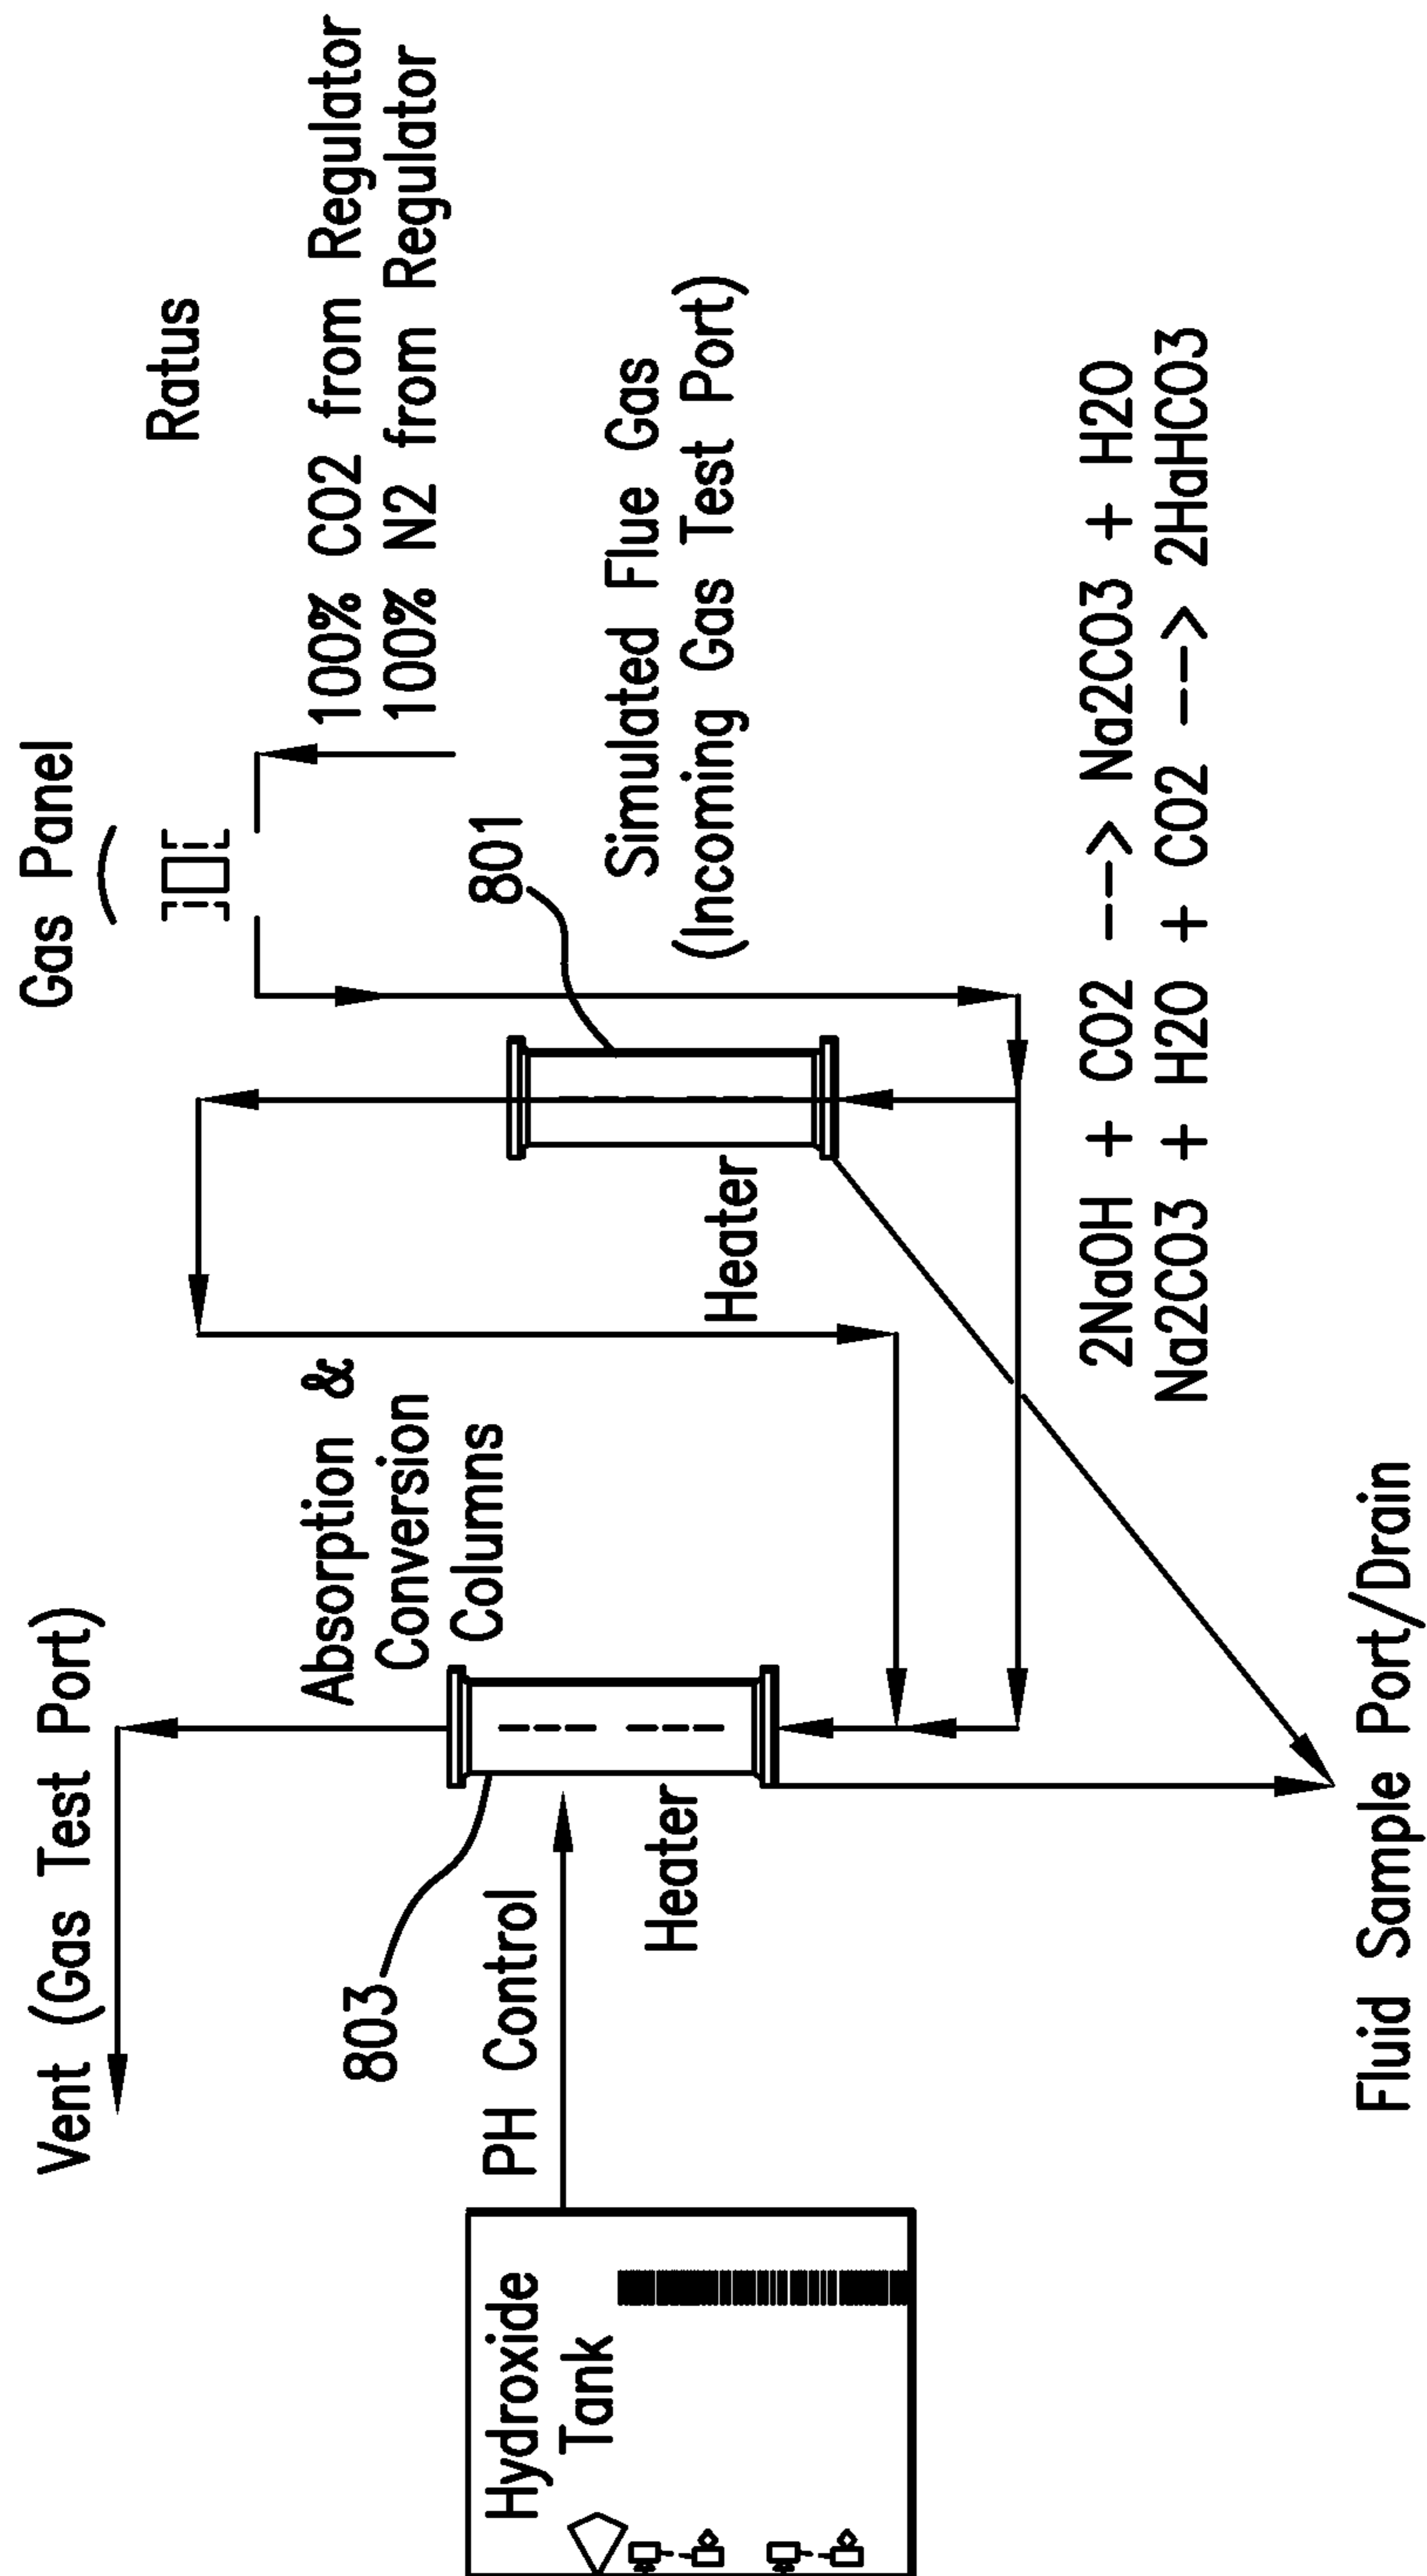 Vent (Gas Test Port)
Gas Panel
Ratus
100% CO2 from Regulator
100% N2 from Regulator
Absorption &
Conversion
Columns
803
801
PH Control
Hydroxide
Tank
Heater
Heater
Simulated Flue Gas
(Incoming Gas Test Port)
2NaOH + CO2 --> Na2CO3 + H2O
Na2CO3 + H2O + CO2 --> 2HaHCO3
Fluid Sample Port/Drain